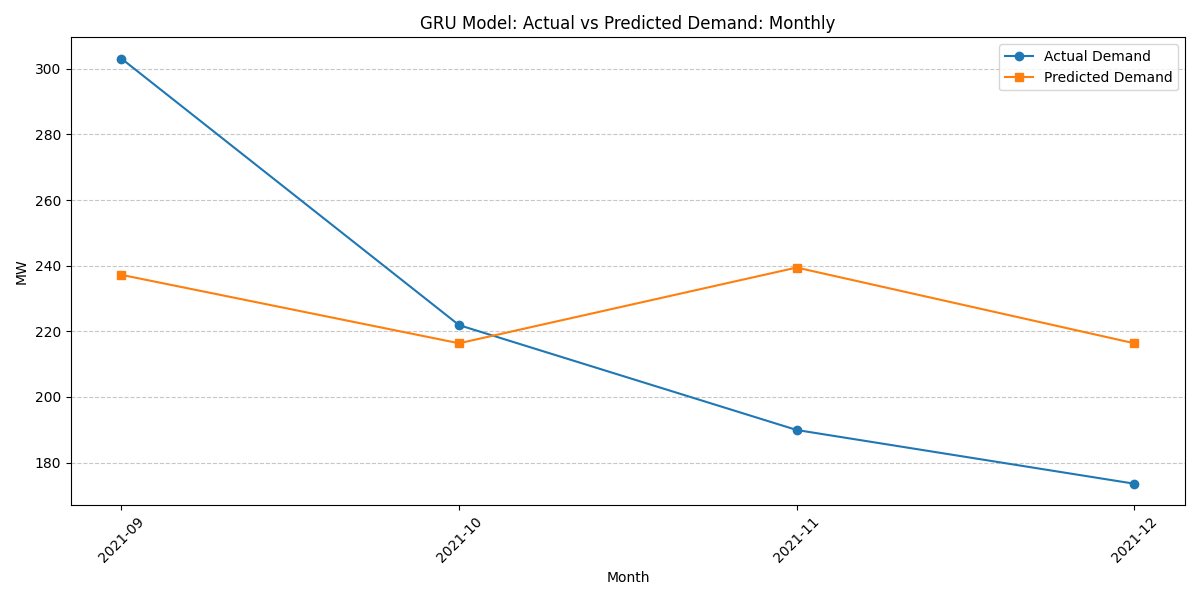 GRU Model: Actual vs Predicted Demand: Monthly
Actual Demand
Predicted Demand
300
280
260
240
220
200
180
MW
2021-09
2021-10
2021-11
2021-12
Month